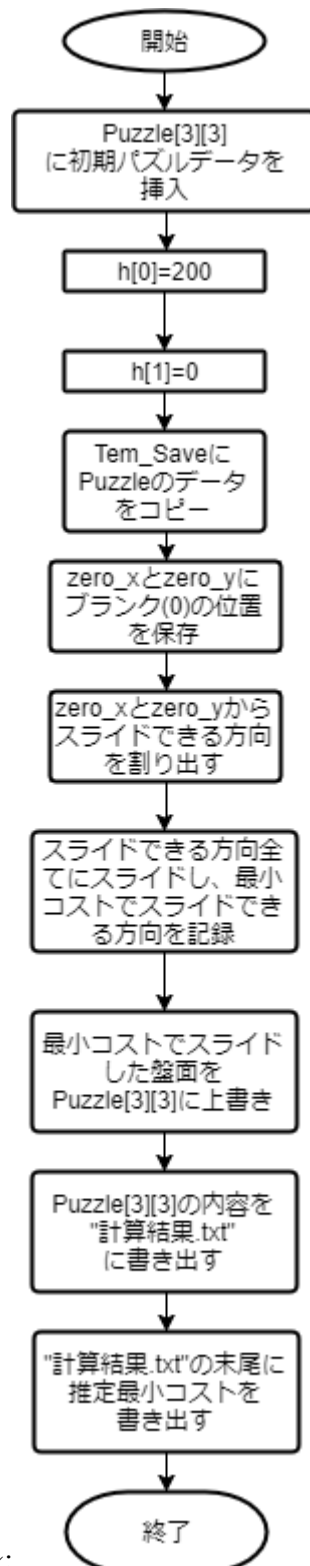 開始
Puzzle[3][3]
に初期パズルデータを
挿入
h[0]=200
h[1]=0
Tem_Saveに
Puzzleのデータ
をコピー
zero_xとzero_yに
ブランク(0)の位置
を保存
zero_xとzero_yから
スライドできる方向
を割り出す
スライドできる方向全
てにスライドし、最小
コストでスライドでき
る方向を記録
最小コストでスライド
した盤面を
Puzzle[3][3]に上書き
Puzzle[3][3]の内容を
"計算結果.txt"
に書き出す
"計算結果.txt"の末尾に
推定最小コストを
書き出す
終了